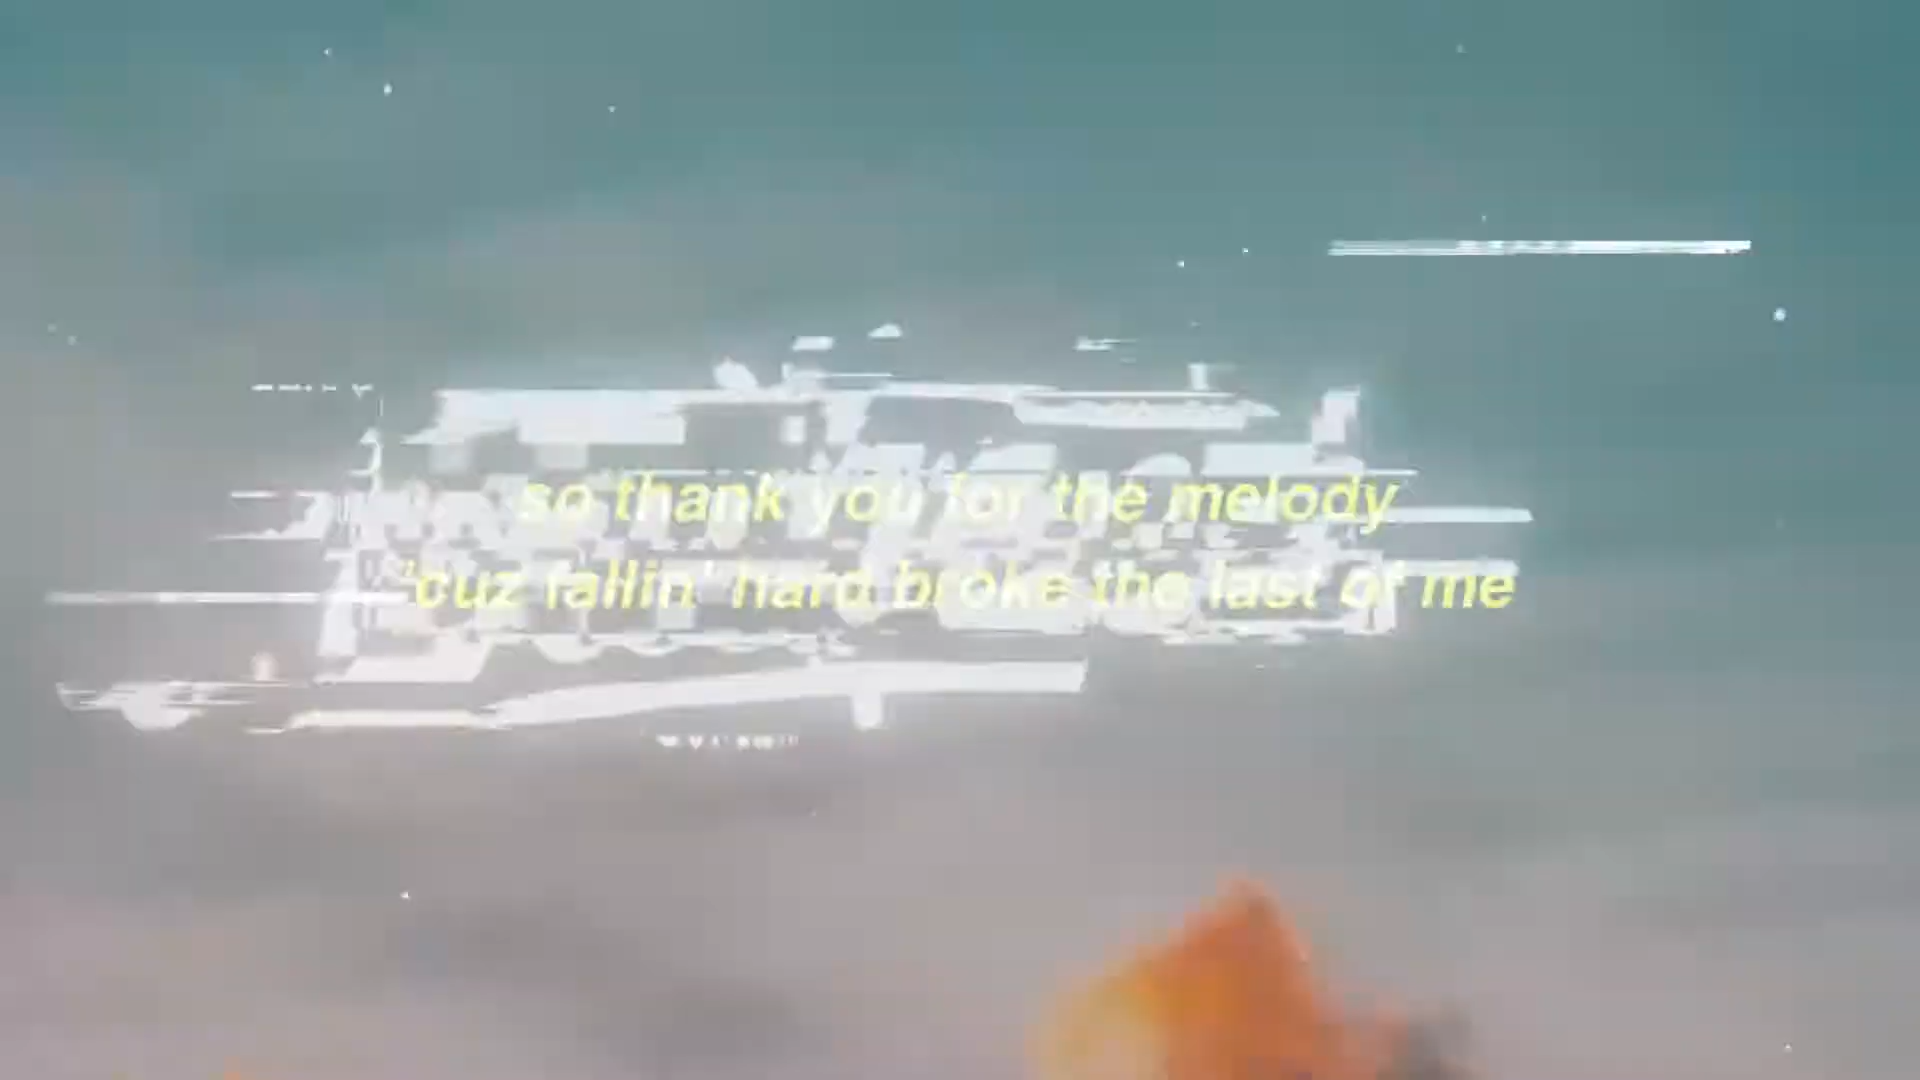 so thank you for the melody
'cuz fallin' hard broke the last of me